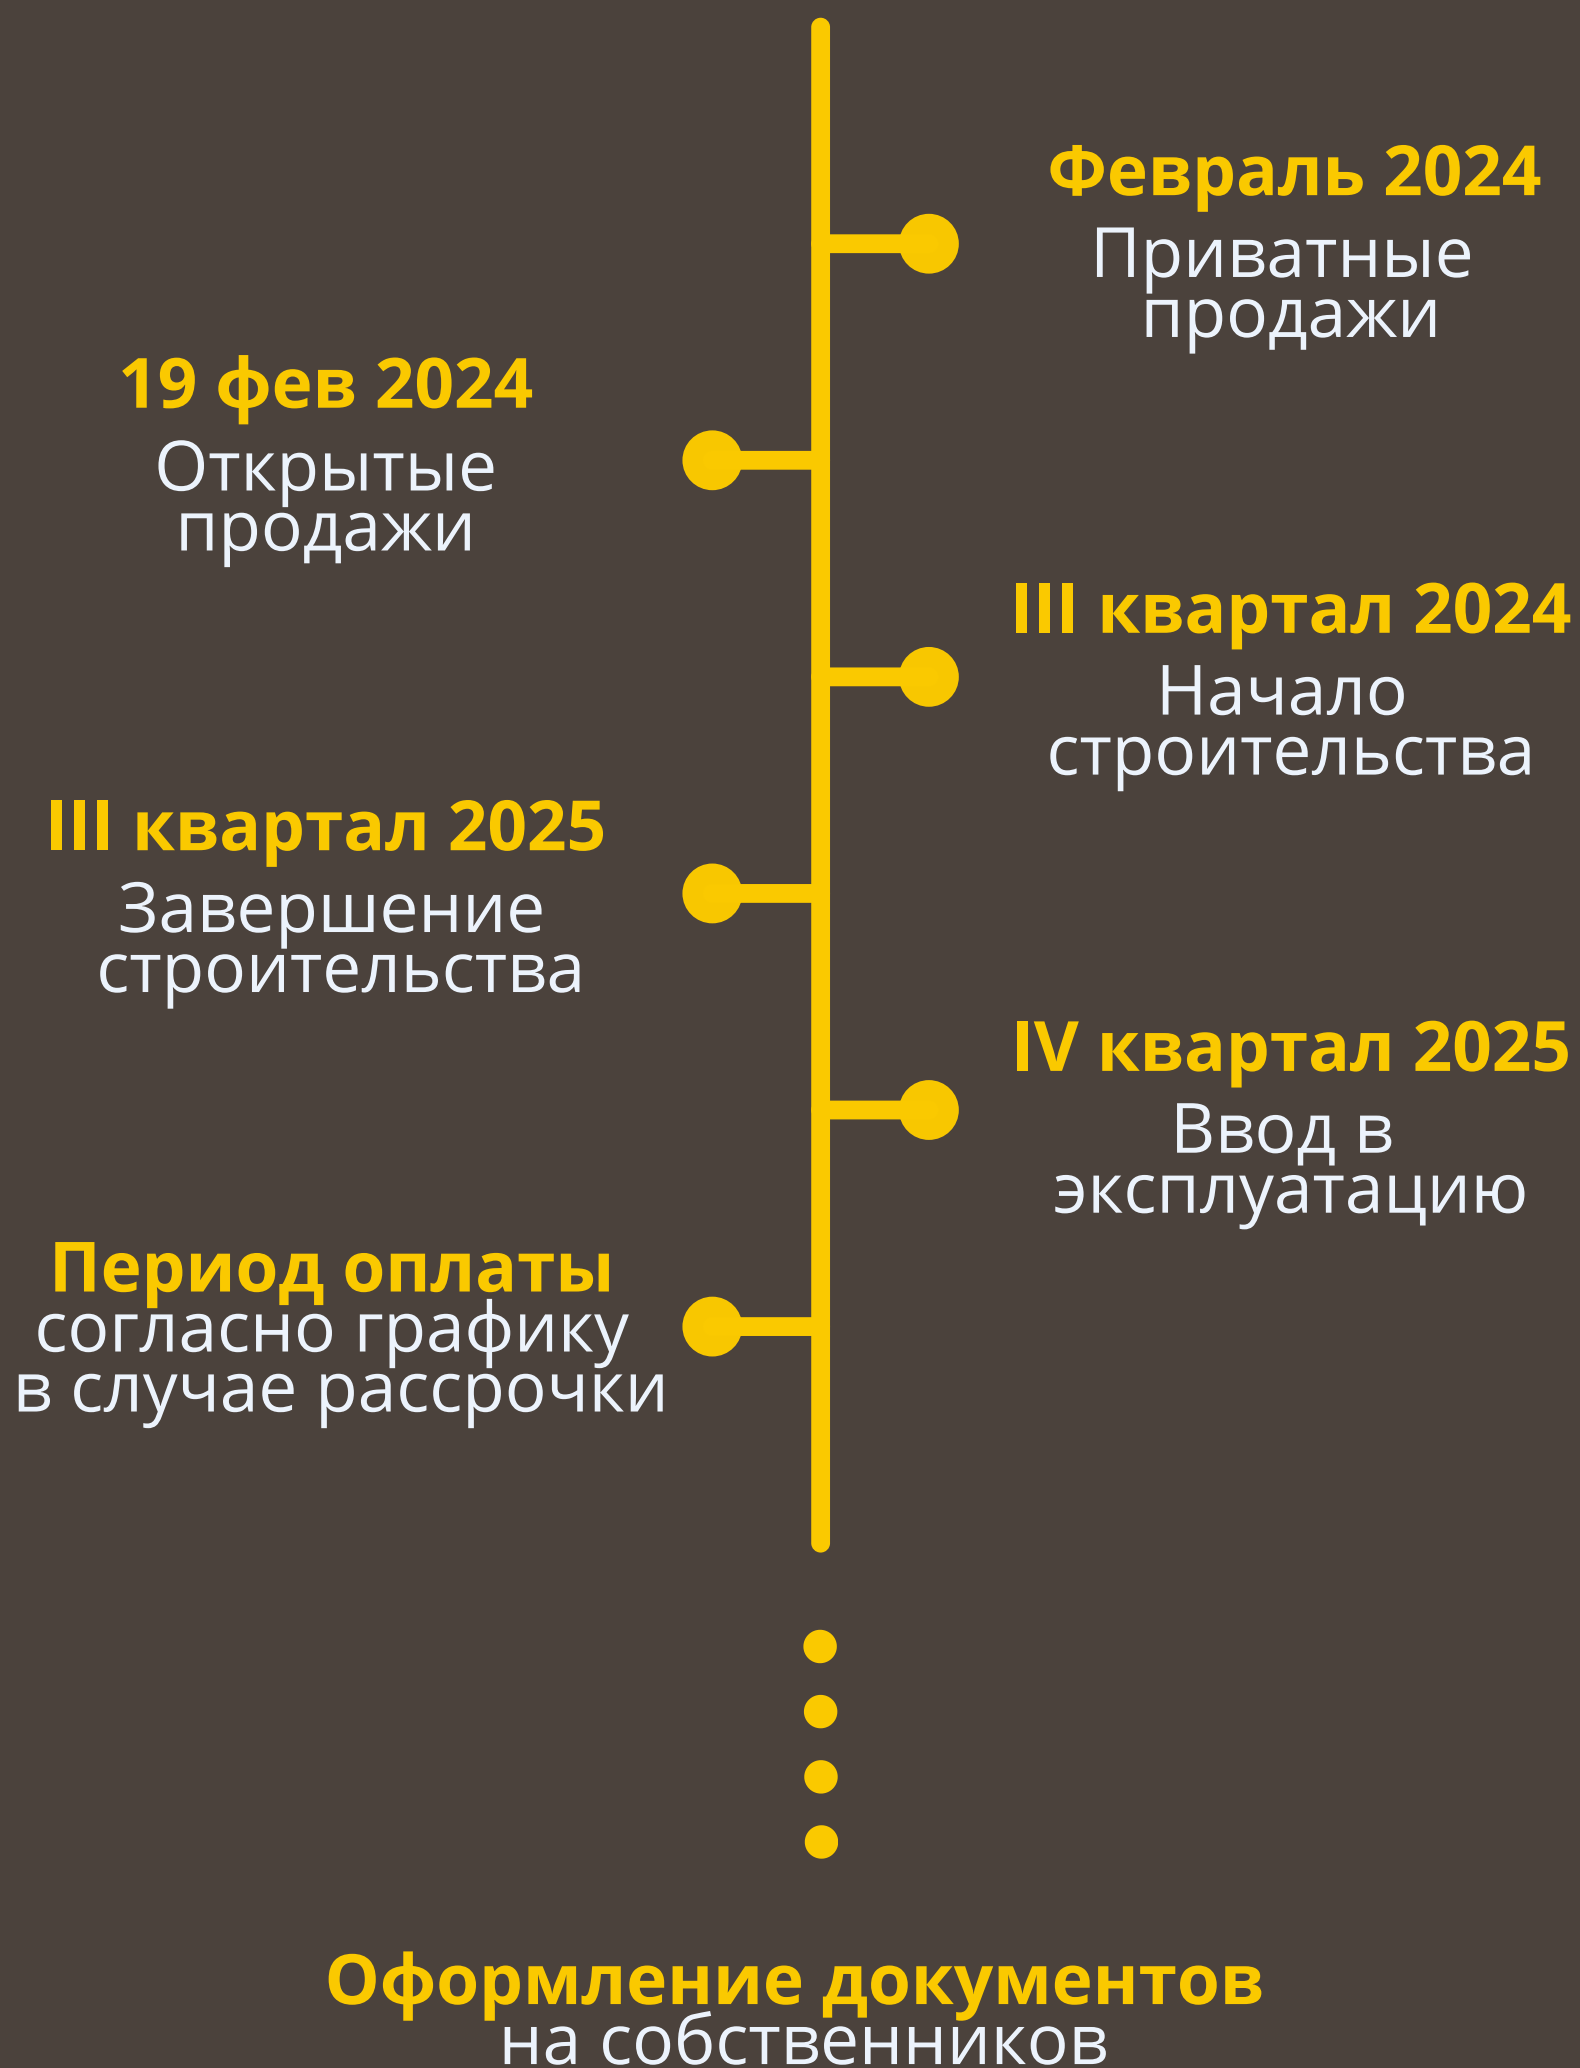 Февраль 2024
Приватные
продажи
19 фев 2024
Открытые
продажи
III квартал 2024
Начало
строительства
III квартал 2025
Завершение
строительства
IV квартал 2025
Ввод в
эксплуатацию
Период оплаты
согласно графику
в случае рассрочки
Оформление документов
на собственников